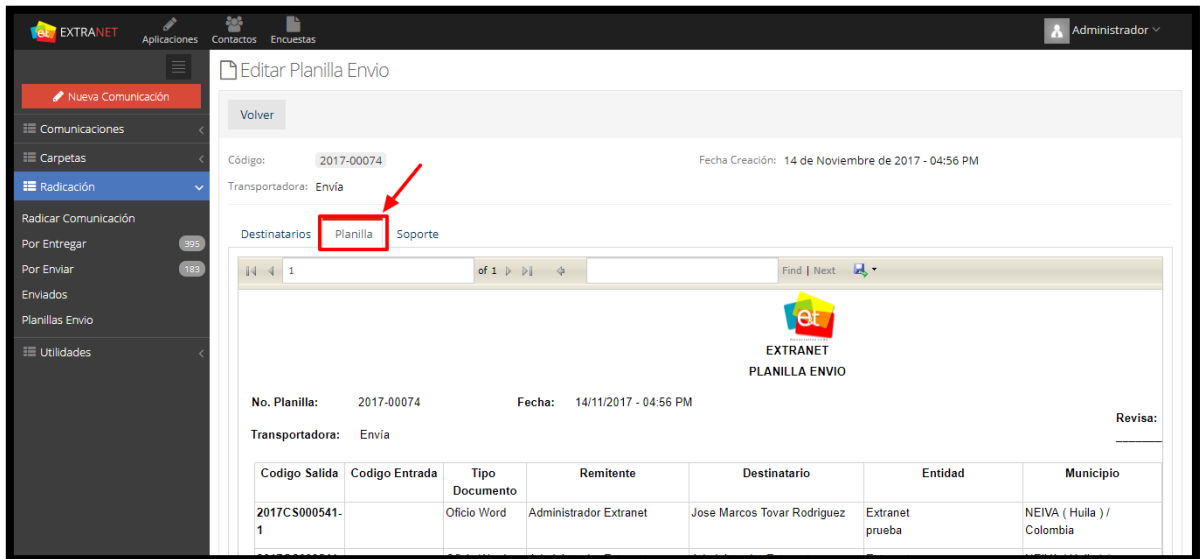 et EXTRANET
Aplicaciones
Contactos
Encuestas
Administrador
Nueva Comunicación
Comunicaciones
Carpetas
Radicación
Radicar Comunicación
Por Entregar 395
Por Enviar 183
Enviados
Planillas Envio
Utilidades
Editar Planilla Envio
Volver
Código: 2017-00074 Fecha Creación: 14 de Noviembre de 2017 - 04:56 PM
Transportadora: Envía
Destinatarios Planilla Soporte
1 of 1 Find | Next
et
EXTRANET
PLANILLA ENVIO
No. Planilla: 2017-00074 Fecha: 14/11/2017 - 04:56 PM
Revisa:
Transportadora: Envía
Codigo Salida Codigo Entrada Tipo Documento Remitente Destinatario Entidad Municipio
2017CS000541-1 Oficio Word Administrador Extranet Jose Marcos Tovar Rodriguez Extranet prueba NEIVA ( Huila ) / Colombia